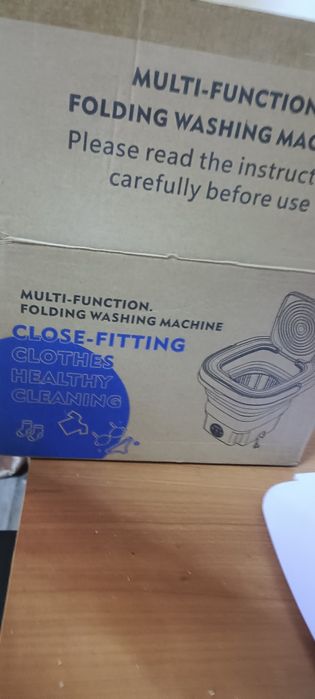 MULTI-FUNCTION
FOLDING WASHING MAC
Please read the instruct
carefully before use
MULTI-FUNCTION.
FOLDING WASHING MACHINE
CLOSE-FITTING
CLOTHES
HEALTHY
CLEANING